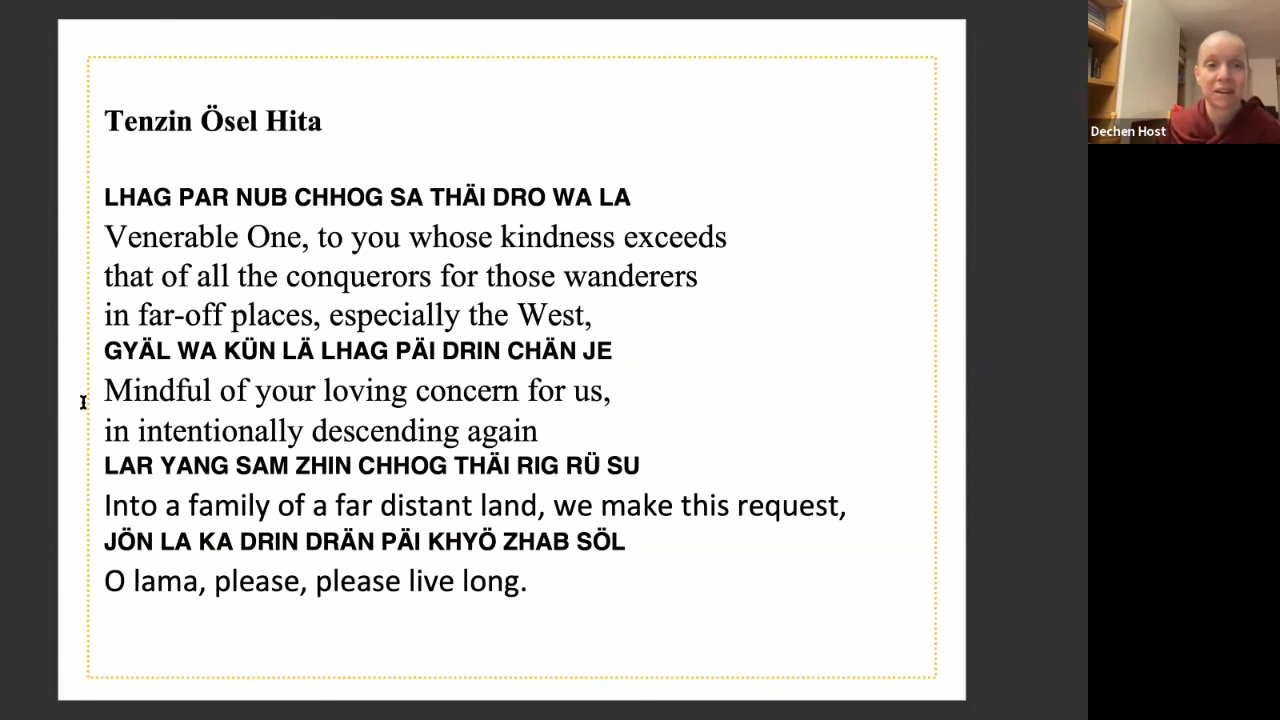 Tenzin Ösel Hita
LHAG PAR NUB CHHOG SA THÄI DRO WA LA
Venerable One, to you whose kindness exceeds
that of all the conquerors for those wanderers
in far-off places, especially the West,
GYÄL WA KÜN LÄ LHAG PÄI DRIN CHÄN JE
Mindful of your loving concern for us,
in intentionally descending again
LAR YANG SAM ZHIN CHHOG THÄI RIG RÜ SU
Into a family of a far distant land, we make this request,
JÖN LA KA DRIN DRÄN PÄI KHYÖ ZHAB SÖL
O lama, please, please live long.
Dechen Host